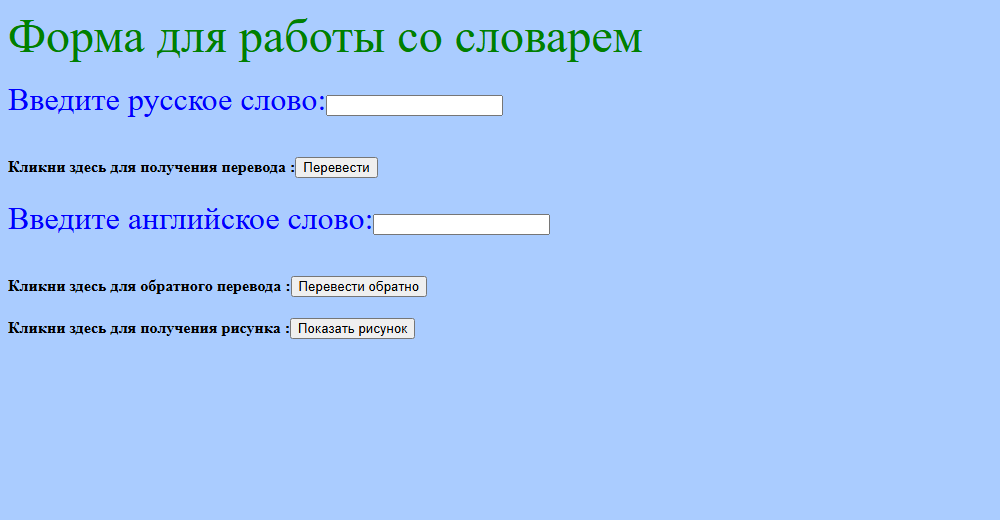 Форма для работы со словарем
Введите русское слово:
Кликни здесь для получения перевода : Перевести
Введите английское слово:
Кликни здесь для обратного перевода : Перевести обратно
Кликни здесь для получения рисунка : Показать рисунок